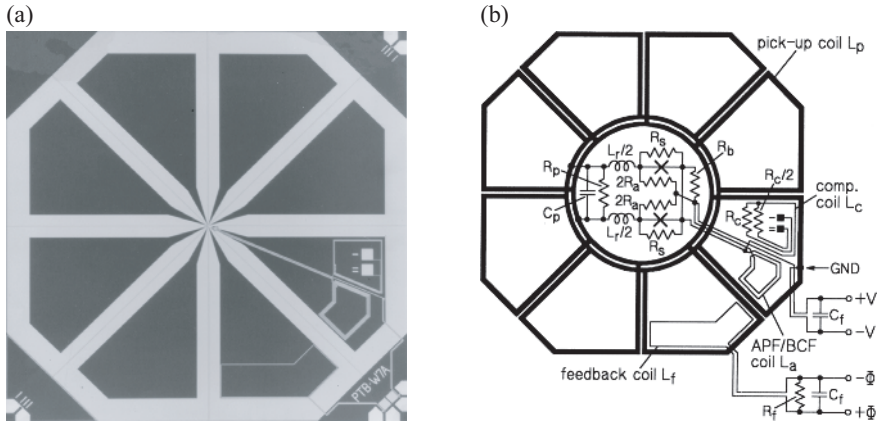 (a)
(b)
PTB W7A
pick-up coil Lp
Rs
Lr/2
Rb
Rp
2Ra
Rc/2
comp.
coil Lc
Cp
2Ra
Rc
Lr/2
Rs
GND
+V
Cf
-V
APF/BCF
coil La
feedback coil Lf
-Φ
Rf
Cf
+Φ